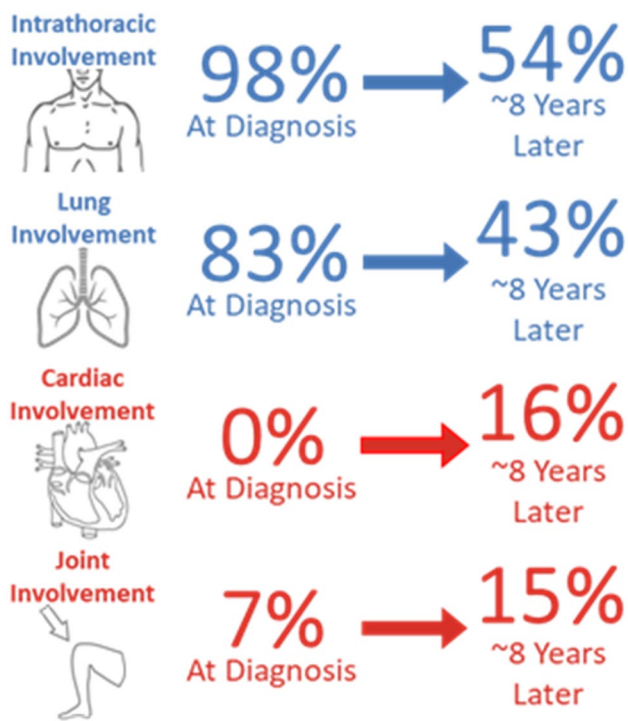 Intrathoracic
Involvement
98%
At Diagnosis
54%
~8 Years
Later
Lung
Involvement
83%
At Diagnosis
43%
~8 Years
Later
Cardiac
Involvement
0%
At Diagnosis
16%
~8 Years
Later
Joint
Involvement
7%
At Diagnosis
15%
~8 Years
Later